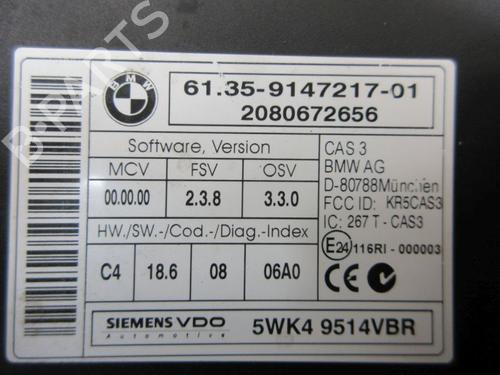 BMW
61.35-9147217-01
2080672656
Software, Version
MCV FSV OSV
00.00.00 2.3.8 3.3.0
HW./SW.-/Cod.-/Diag.-Index
C4 18.6 08 06A0
CAS 3
BMW AG
D-80788München
FCC ID: KR5CAS3
IC: 267 T - CAS3
E24 116RI - 000003
SIEMENS VDO
Automotive
5WK4 9514VBR
B-PARTS